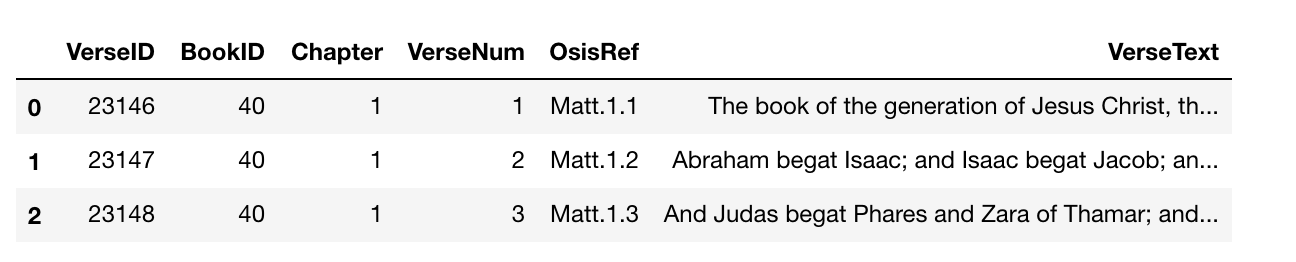 VerseID BookID Chapter VerseNum OsisRef VerseText
0 23146 40 1 1 Matt.1.1 The book of the generation of Jesus Christ, th...
1 23147 40 1 2 Matt.1.2 Abraham begat Isaac; and Isaac begat Jacob; an...
2 23148 40 1 3 Matt.1.3 And Judas begat Phares and Zara of Thamar; and...